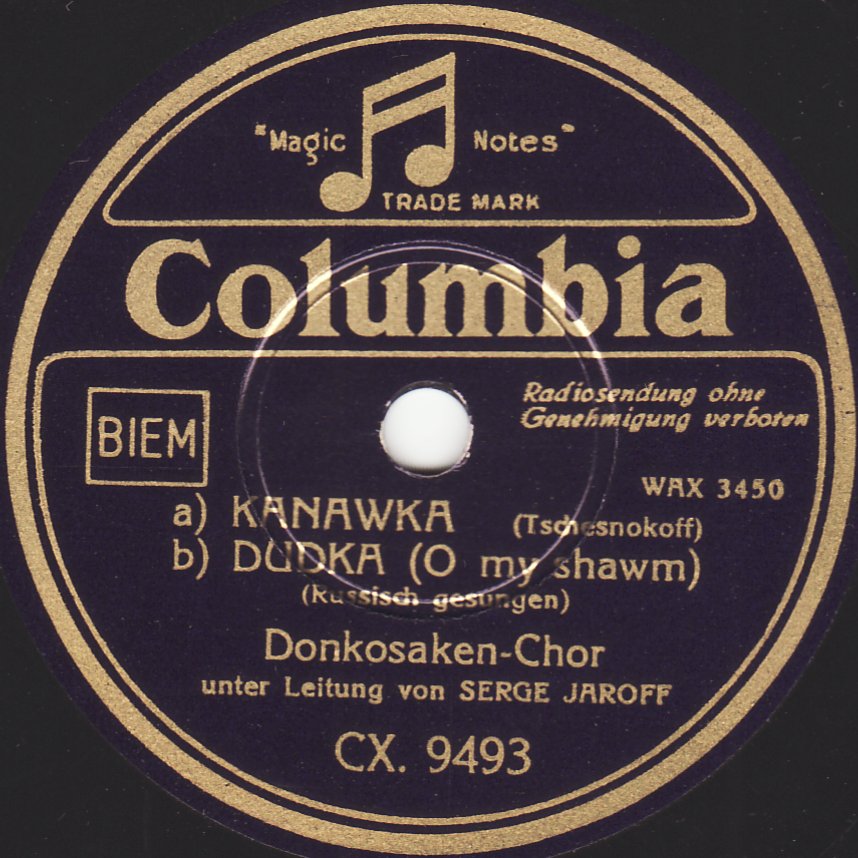 "Magic Notes"
TRADE MARK
Columbia
Radiosendung ohne
Genehmigung verboten
BIEM
WAX 3450
a) KANAWKA (Tschesnokoff)
b) DUDKA (O my shawm)
(Russisch gesungen)
Donkosaken-Chor
unter Leitung von SERGE JAROFF
CX. 9493